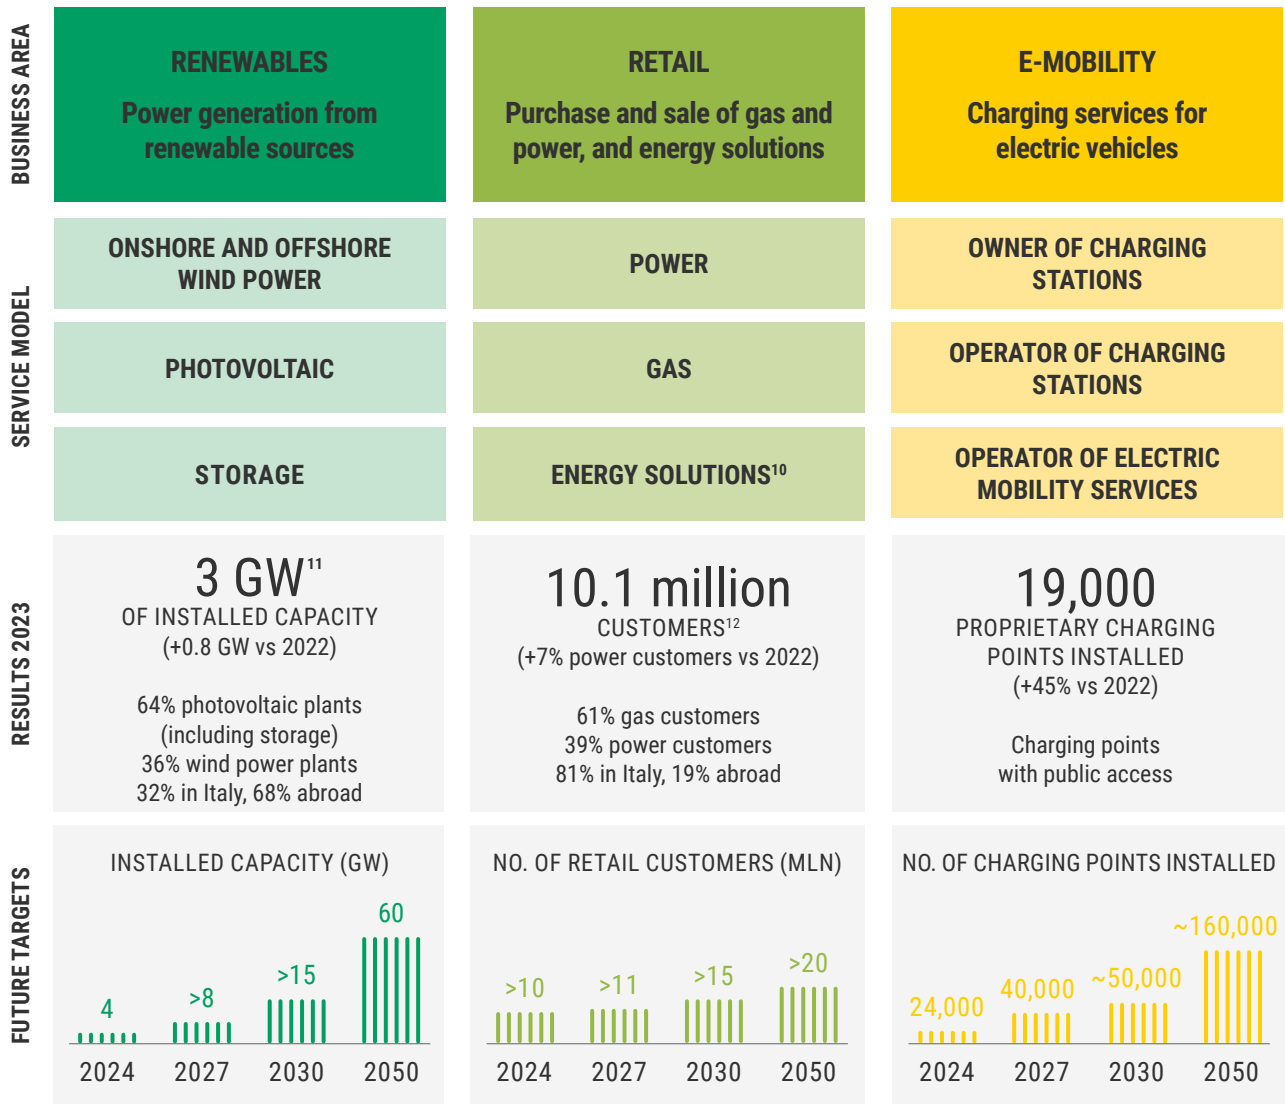 BUSINESS AREA
RENEWABLES
Power generation from
renewable sources
RETAIL
Purchase and sale of gas and
power, and energy solutions
E-MOBILITY
Charging services for
electric vehicles
SERVICE MODEL
ONSHORE AND OFFSHORE
WIND POWER
POWER
OWNER OF CHARGING
STATIONS
PHOTOVOLTAIC
GAS
OPERATOR OF CHARGING
STATIONS
STORAGE
ENERGY SOLUTIONS¹⁰
OPERATOR OF ELECTRIC
MOBILITY SERVICES
RESULTS 2023
3 GW¹¹
OF INSTALLED CAPACITY
(+0.8 GW vs 2022)
64% photovoltaic plants
(including storage)
36% wind power plants
32% in Italy, 68% abroad
10.1 million
CUSTOMERS¹²
(+7% power customers vs 2022)
61% gas customers
39% power customers
81% in Italy, 19% abroad
19,000
PROPRIETARY CHARGING
POINTS INSTALLED
(+45% vs 2022)
Charging points
with public access
FUTURE TARGETS
INSTALLED CAPACITY (GW)
4
>8
>15
60
2024 2027 2030 2050
NO. OF RETAIL CUSTOMERS (MLN)
>10
>11
>15
>20
2024 2027 2030 2050
NO. OF CHARGING POINTS INSTALLED
24,000
40,000
~50,000
~160,000
2024 2027 2030 2050